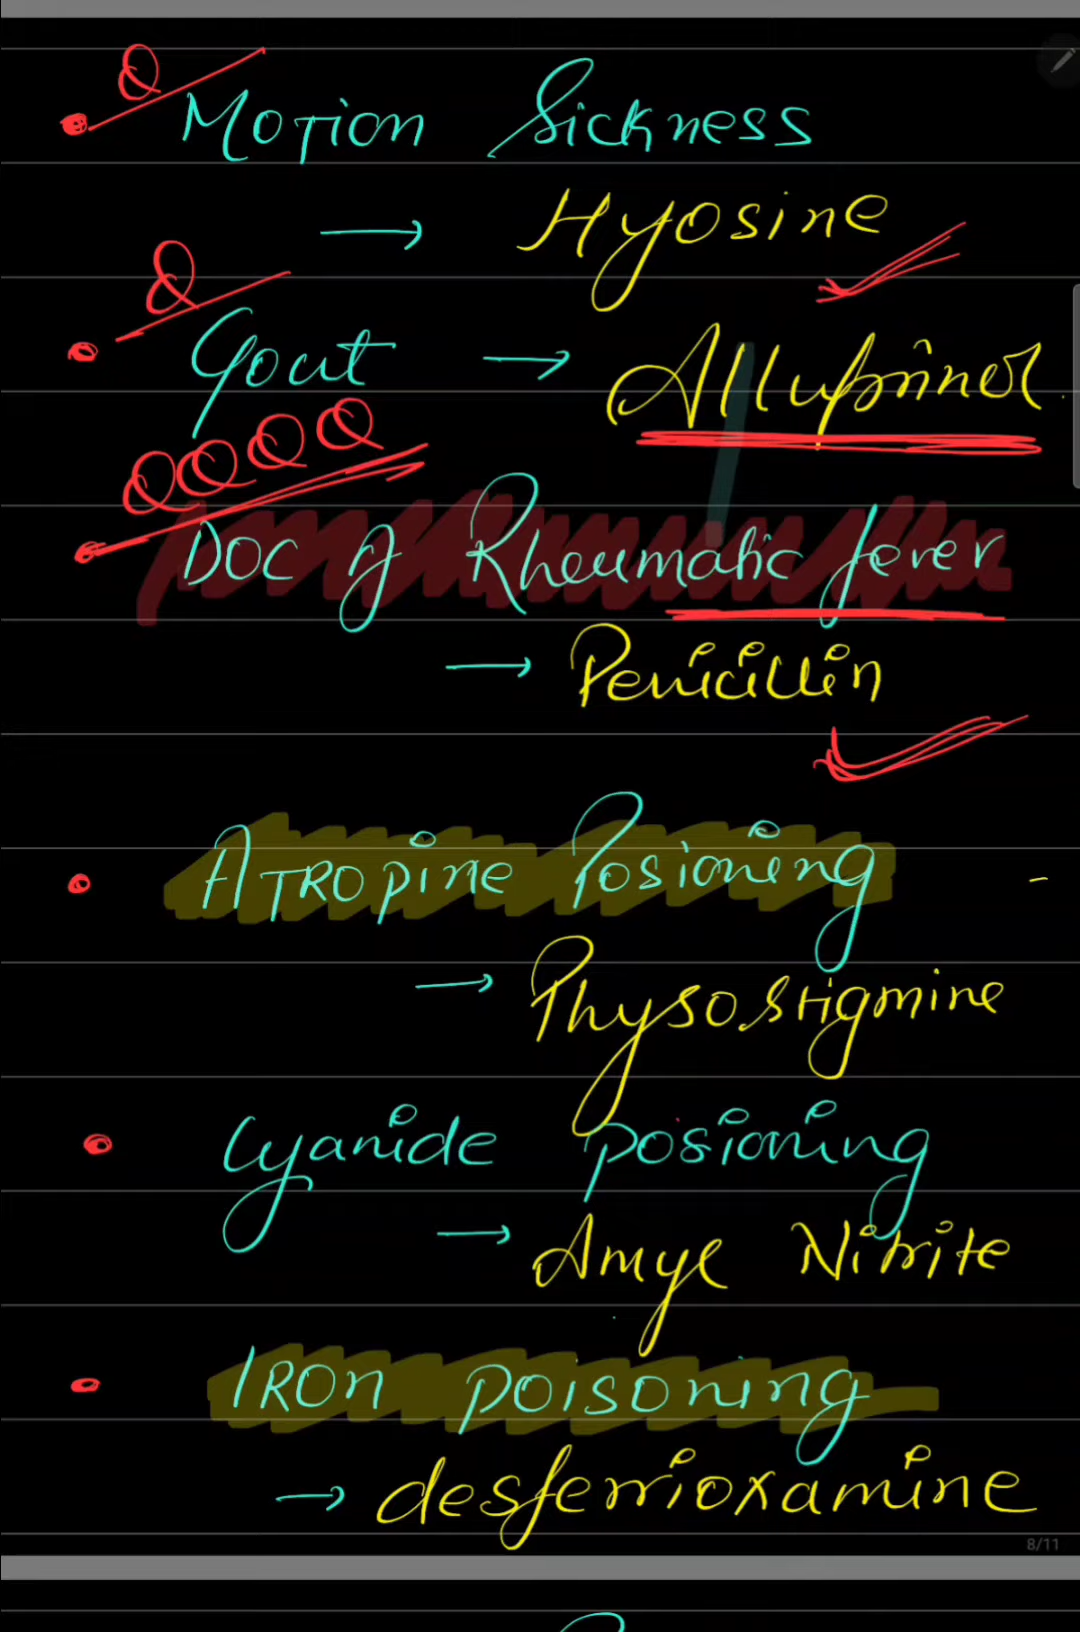 Q
Motion Sickness
→ Hyosine
Q
Gout → Alluprinol
QQQQ
DOC of Rheumatic fever
→ Penicillin
Atropine Posioning
→ Physostigmine
Cyanide posioning
→ Amyl Nitrite
Iron poisoning
→ desferrioxamine
8/11